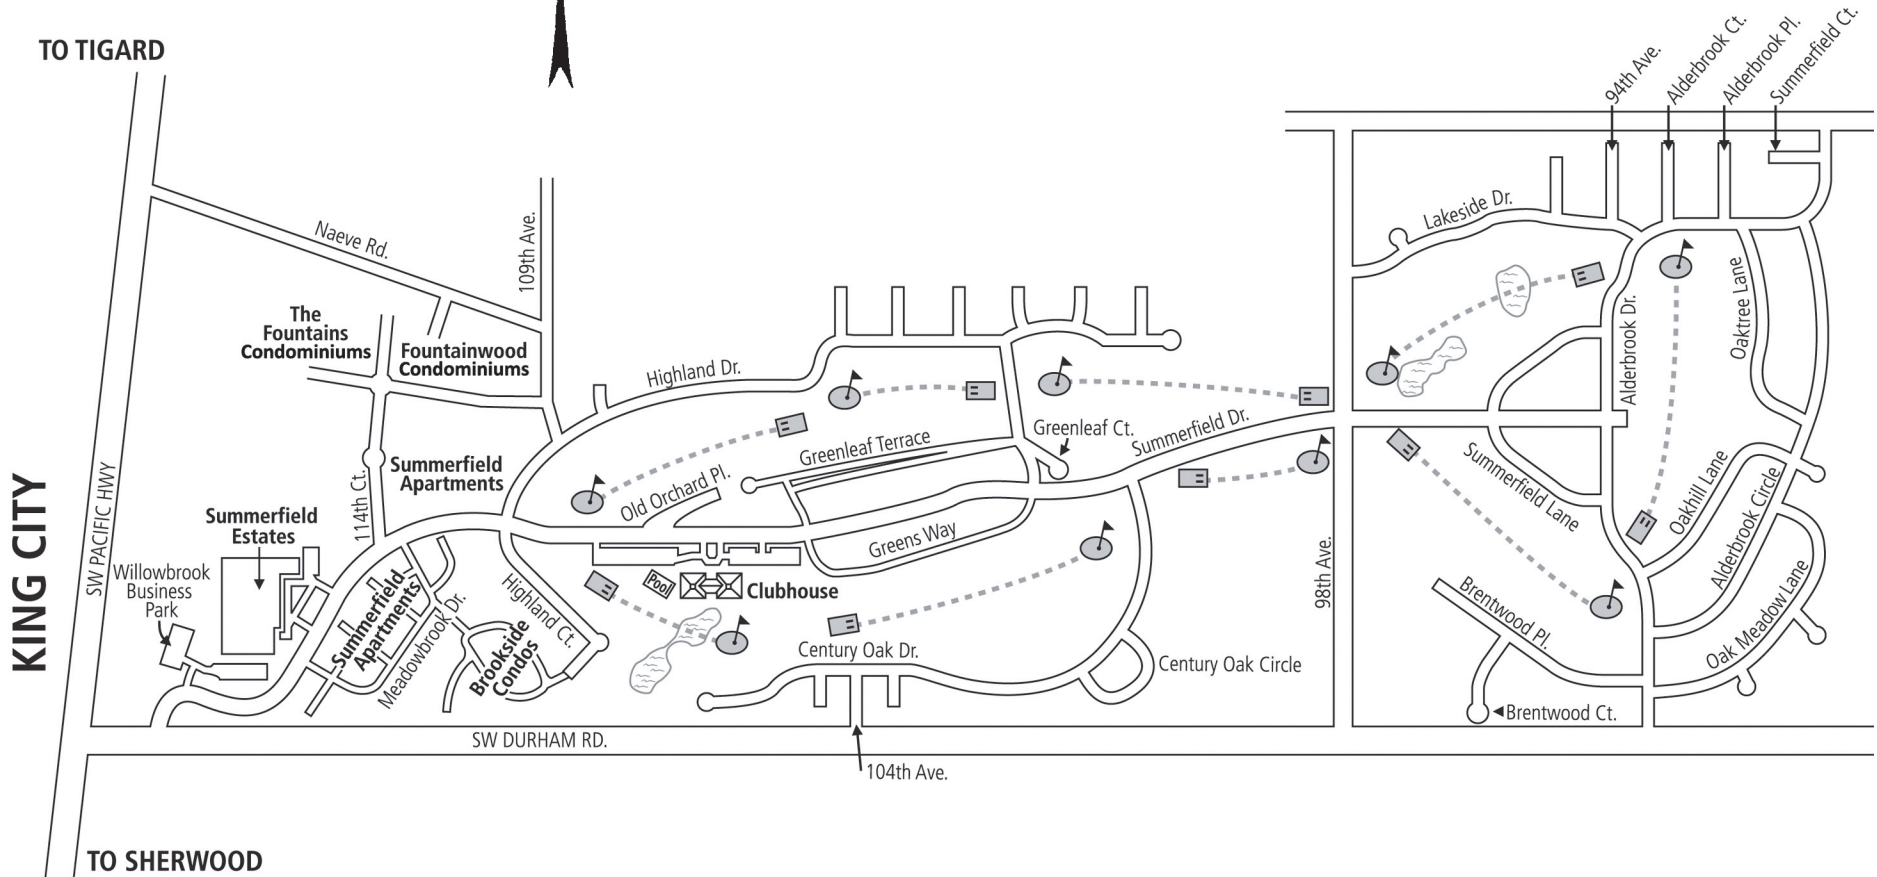 TO TIGARD
94th Ave.
Alderbrook Ct.
Alderbrook Pl.
Summerfield Ct.
Naeve Rd.
109th Ave.
Lakeside Dr.
The
Fountains
Condominiums
Fountainwood
Condominiums
Highland Dr.
Alderbrook Dr.
Oaktree Lane
Summerfield
Apartments
Greenleaf Terrace
Greenleaf Ct.
Summerfield Dr.
Old Orchard Pl.
114th Ct.
KING CITY
SW PACIFIC HWY
Summerfield
Estates
Willowbrook
Business
Park
Greens Way
Summerfield Lane
Oakhill Lane
Alderbrook Circle
Pool
Clubhouse
Highland Ct.
Summerfield
Apartments
Meadowbrook Dr.
Brookside
Condos
98th Ave.
Brentwood Pl.
Oak Meadow Lane
Century Oak Dr.
Century Oak Circle
Brentwood Ct.
SW DURHAM RD.
104th Ave.
TO SHERWOOD